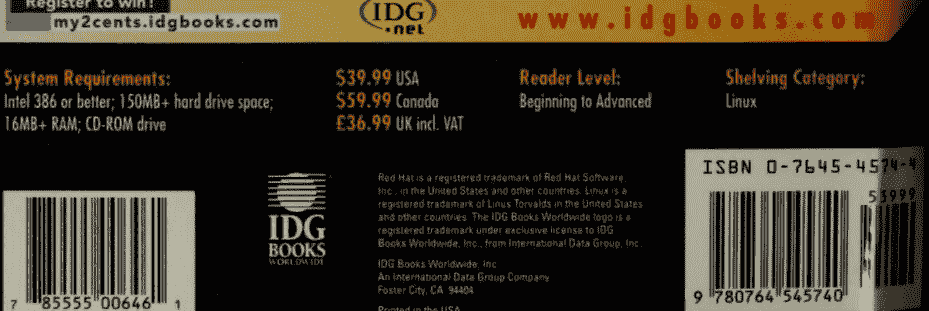 Register to win!
my2cents.idgbooks.com
IDG
.net
www.idgbooks.com
System Requirements:
Intel 386 or better; 150MB+ hard drive space;
16MB+ RAM; CD-ROM drive
$39.99 USA
$59.99 Canada
£36.99 UK incl. VAT
Reader Level:
Beginning to Advanced
Shelving Category:
Linux
7 85555 00646 1
IDG
BOOKS
WORLDWIDE
Red Hat is a registered trademark of Red Hat Software,
Inc., in the United States and other countries. Linux is a
registered trademark of Linus Torvalds in the United States
and other countries. The IDG Books Worldwide logo is a
registered trademark under exclusive license to IDG
Books Worldwide, Inc., from International Data Group, Inc.
IDG Books Worldwide, Inc.
An International Data Group Company
Foster City, CA 94404
Printed in the USA
ISBN 0-7645-4574-4
53999
9 780764 545740